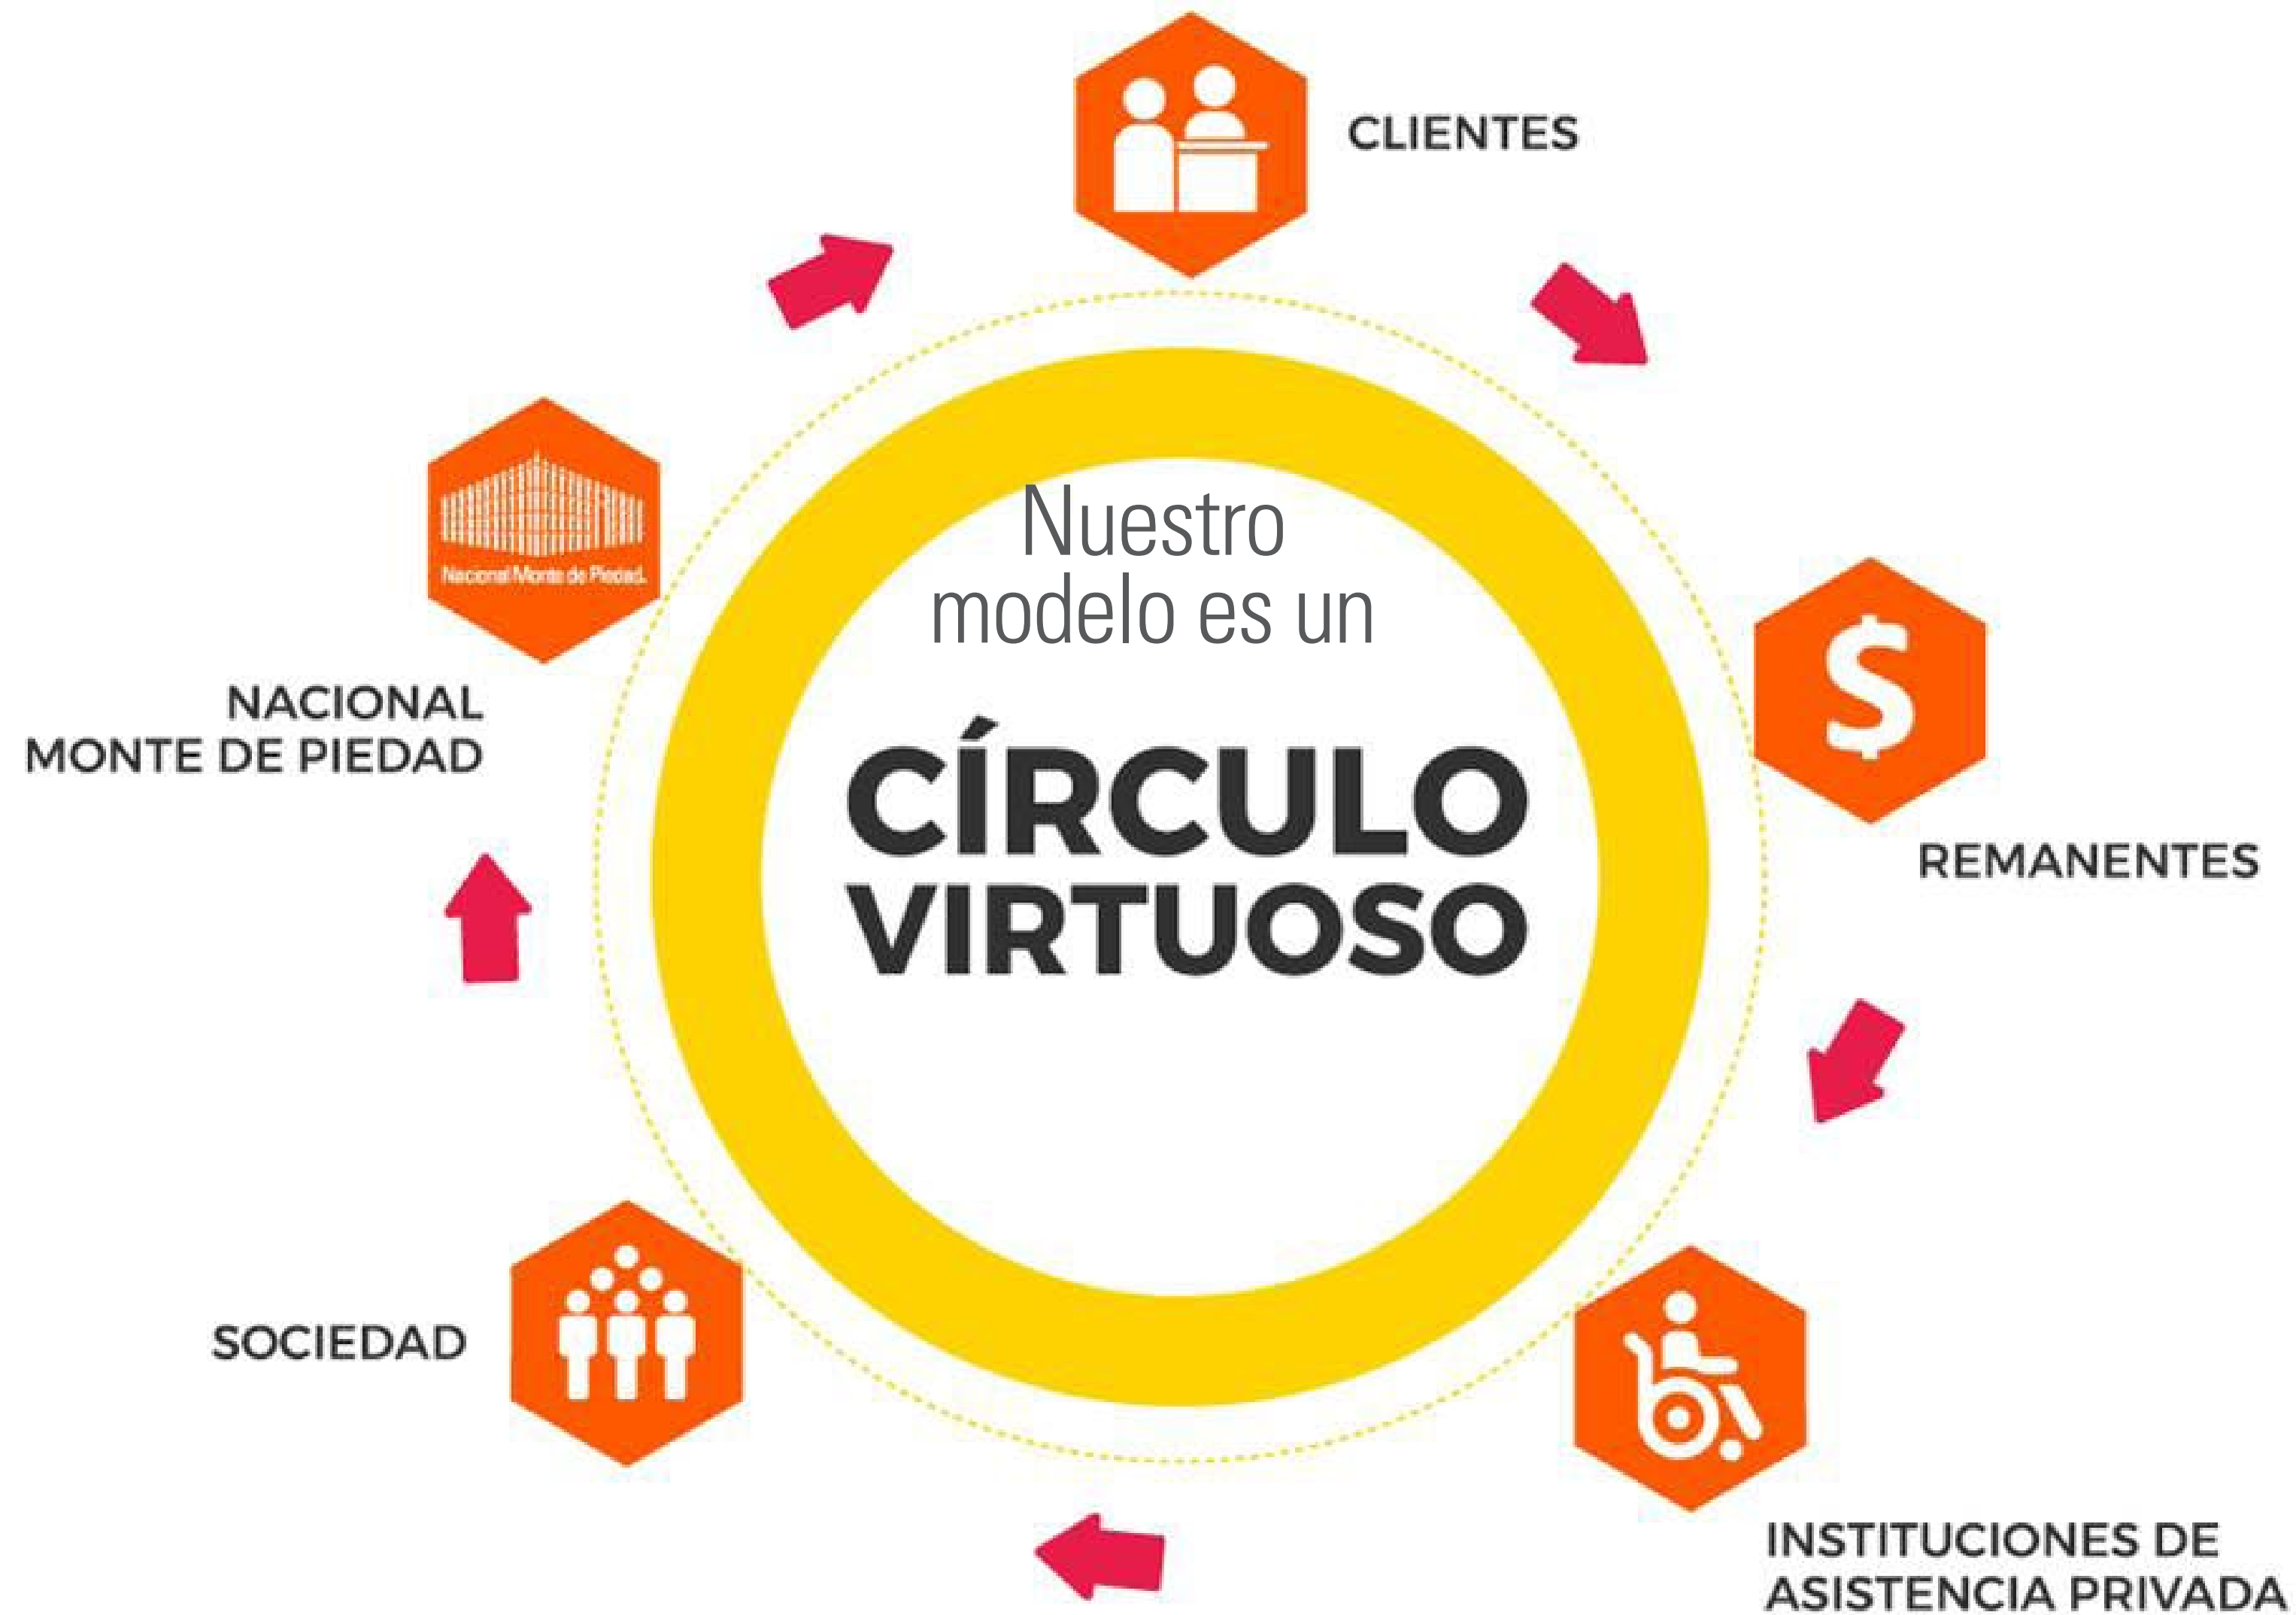 CLIENTES
Nacional Monte de Piedad.
NACIONAL
MONTE DE PIEDAD
Nuestro
modelo es un
CÍRCULO
VIRTUOSO
REMANENTES
SOCIEDAD
INSTITUCIONES DE
ASISTENCIA PRIVADA